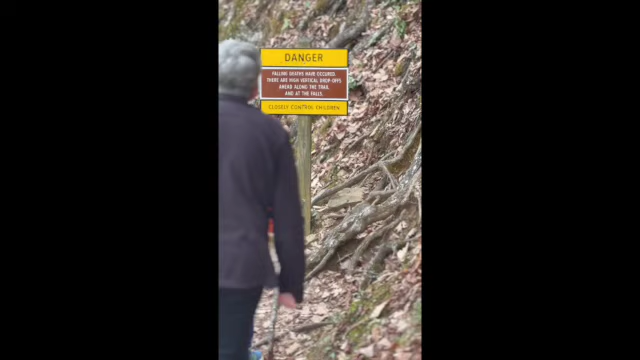 DANGER
FALLING DEATHS HAVE OCCURED.
THERE ARE HIGH VERTICAL DROP-OFFS
AHEAD ALONG THE TRAIL
AND AT THE FALLS.
CLOSELY CONTROL CHILDREN